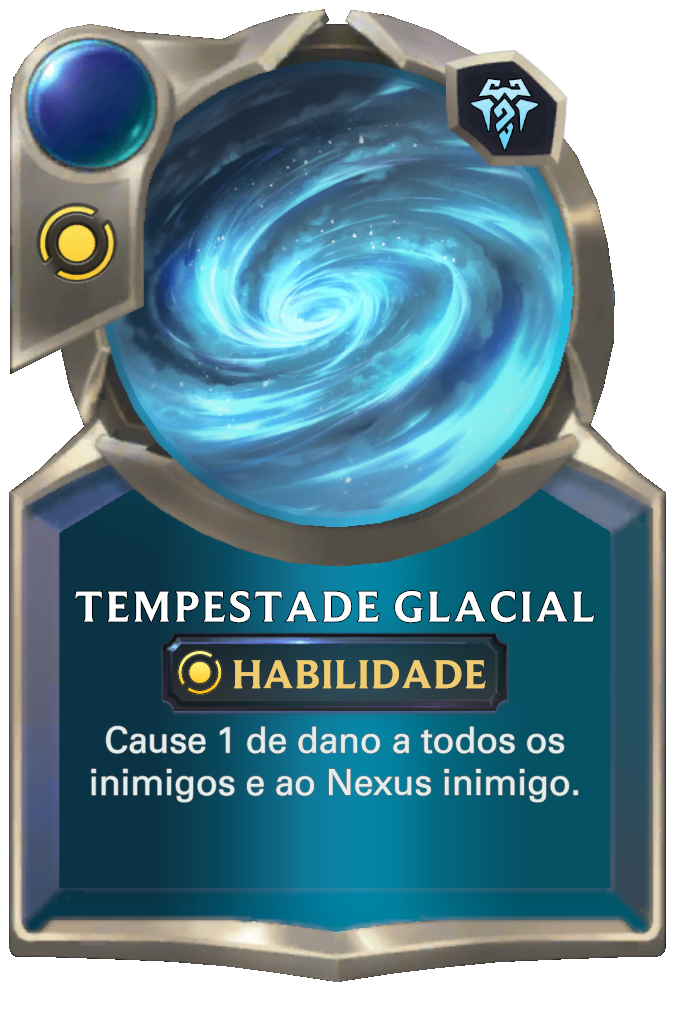 TEMPESTADE GLACIAL
HABILIDADE
Cause 1 de dano a todos os
inimigos e ao Nexus inimigo.